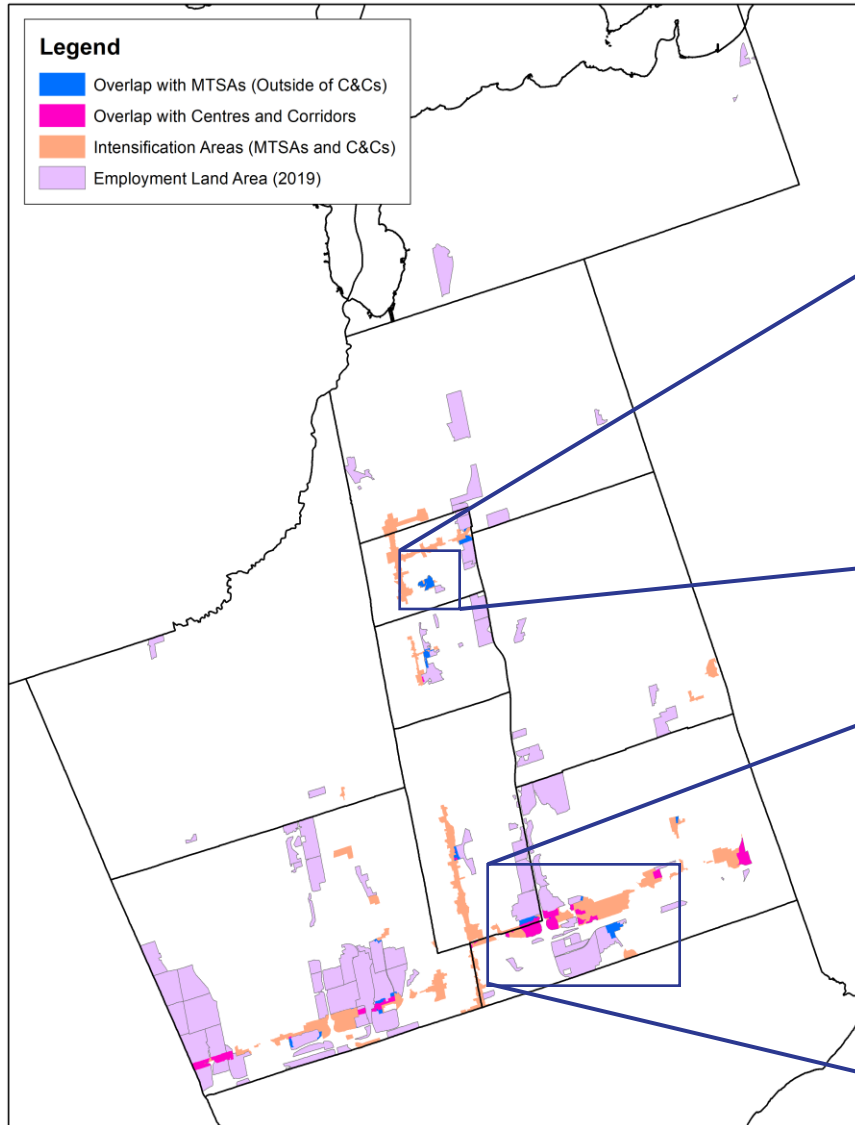 Legend
Overlap with MTSAs (Outside of C&Cs)
Overlap with Centres and Corridors
Intensification Areas (MTSAs and C&Cs)
Employment Land Area (2019)